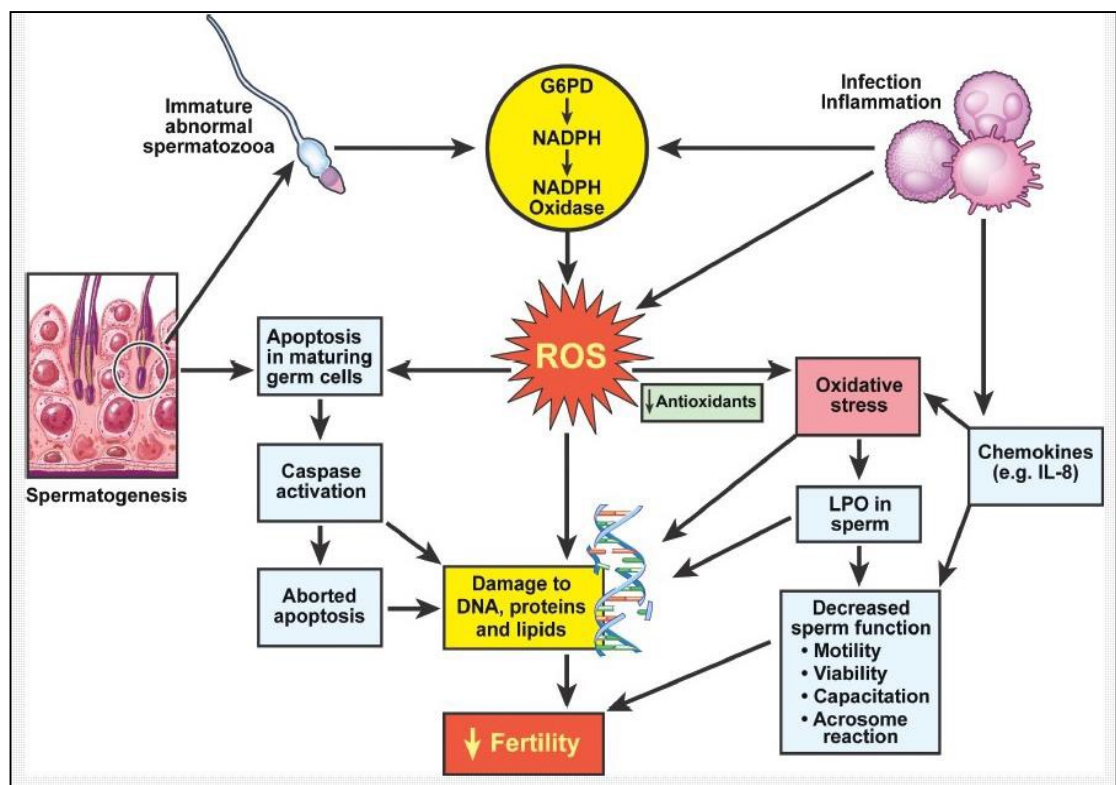 Immature
abnormal
spermatozooa
G6PD
NADPH
NADPH
Oxidase
Infection
Inflammation
Spermatogenesis
Apoptosis
in maturing
germ cells
ROS
↓Antioxidants
Oxidative
stress
Chemokines
(e.g. IL-8)
Caspase
activation
LPO in
sperm
Aborted
apoptosis
Damage to
DNA, proteins
and lipids
Decreased
sperm function
• Motility
• Viability
• Capacitation
• Acrosome
reaction
↓ Fertility